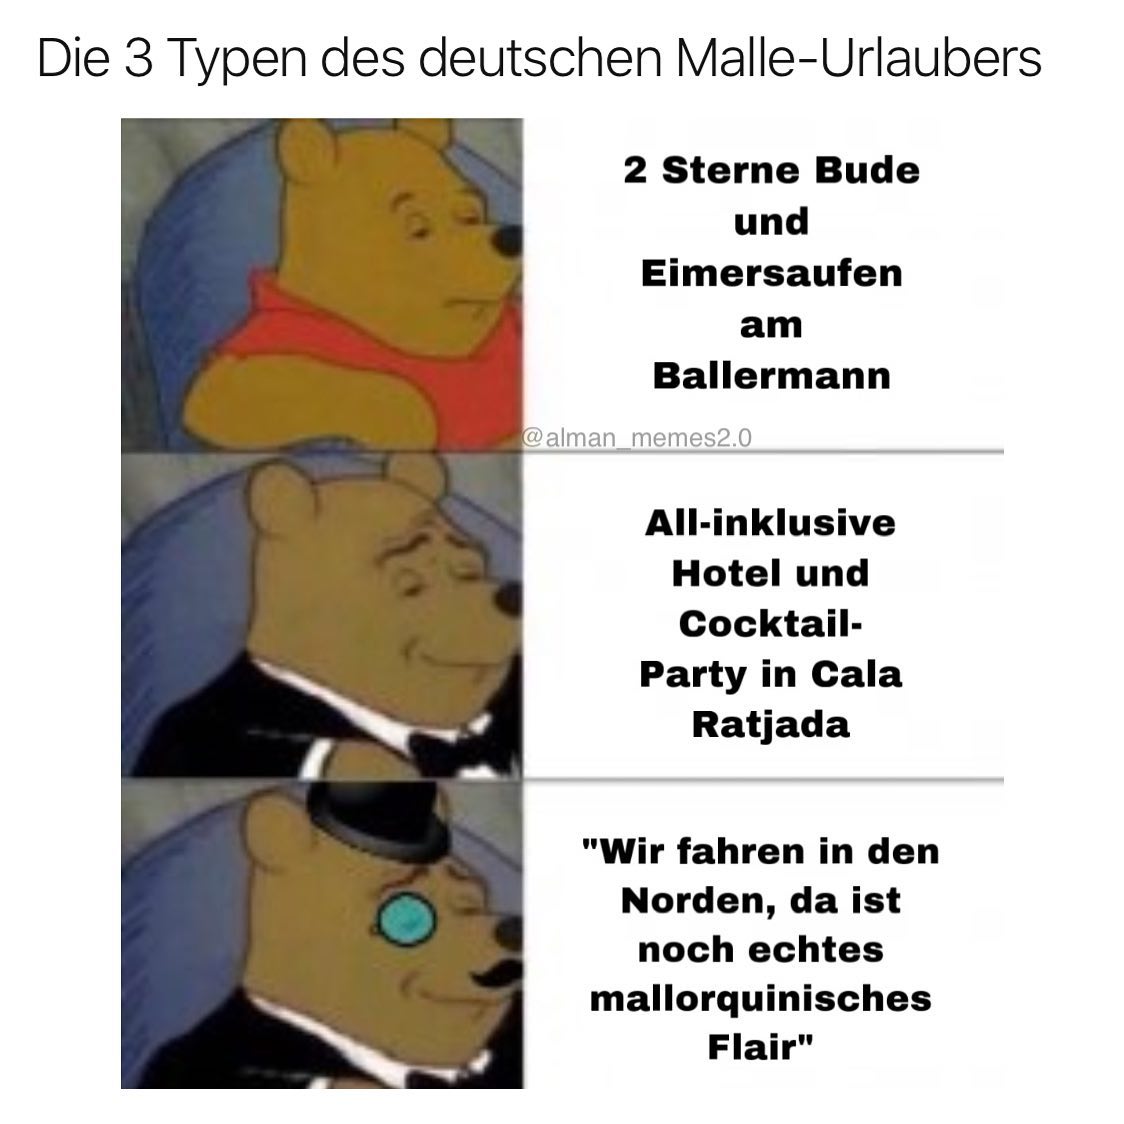 Die 3 Typen des deutschen Malle-Urlaubers
2 Sterne Bude
und
Eimersaufen
am
Ballermann
@alman_memes2.0
All-inklusive
Hotel und
Cocktail-
Party in Cala
Ratjada
"Wir fahren in den
Norden, da ist
noch echtes
mallorquinisches
Flair"